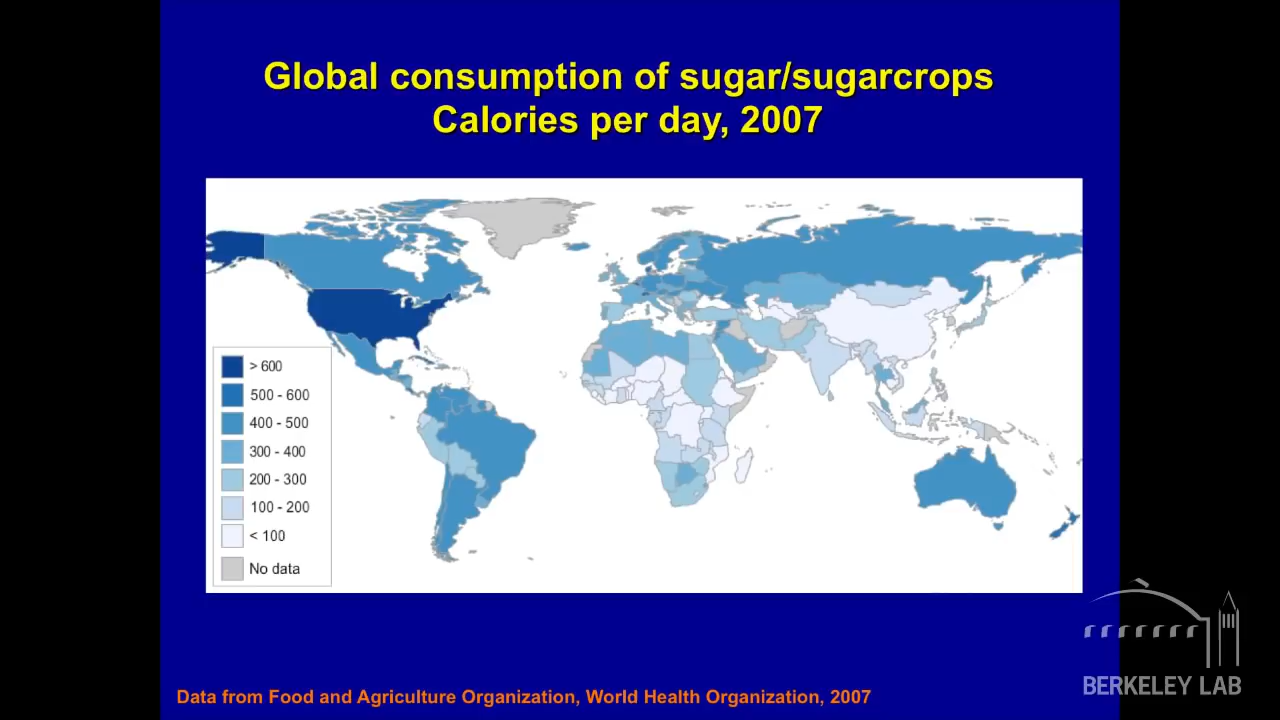 Global consumption of sugar/sugarcrops
Calories per day, 2007
> 600
500 - 600
400 - 500
300 - 400
200 - 300
100 - 200
< 100
No data
BERKELEY LAB
Data from Food and Agriculture Organization, World Health Organization, 2007